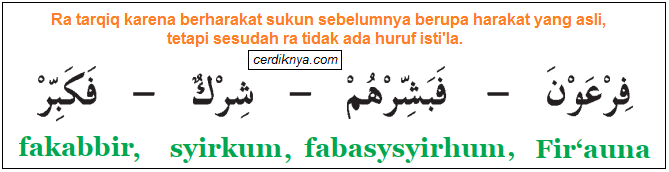 Ra tarqiq karena berharakat sukun sebelumnya berupa harakat yang asli,
tetapi sesudah ra tidak ada huruf isti'la.
cerdiknya.com
فِرْعَوْنَ – فَبَشِّرْهُمْ – شِرْكٌ – فَكَبِّرْ
fakabbir, syirkum, fabasysyirhum, Fir‘auna